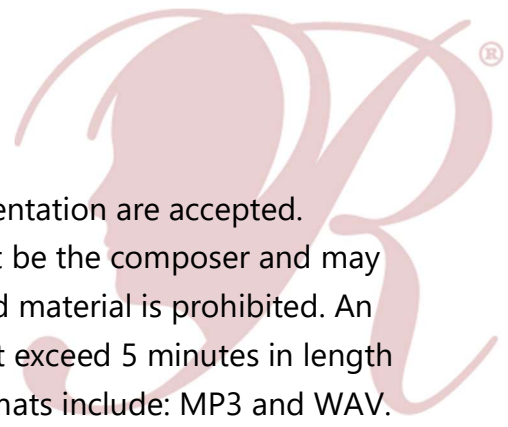 ®
entation are accepted.
t be the composer and may
d material is prohibited. An
t exceed 5 minutes in length
mats include: MP3 and WAV.